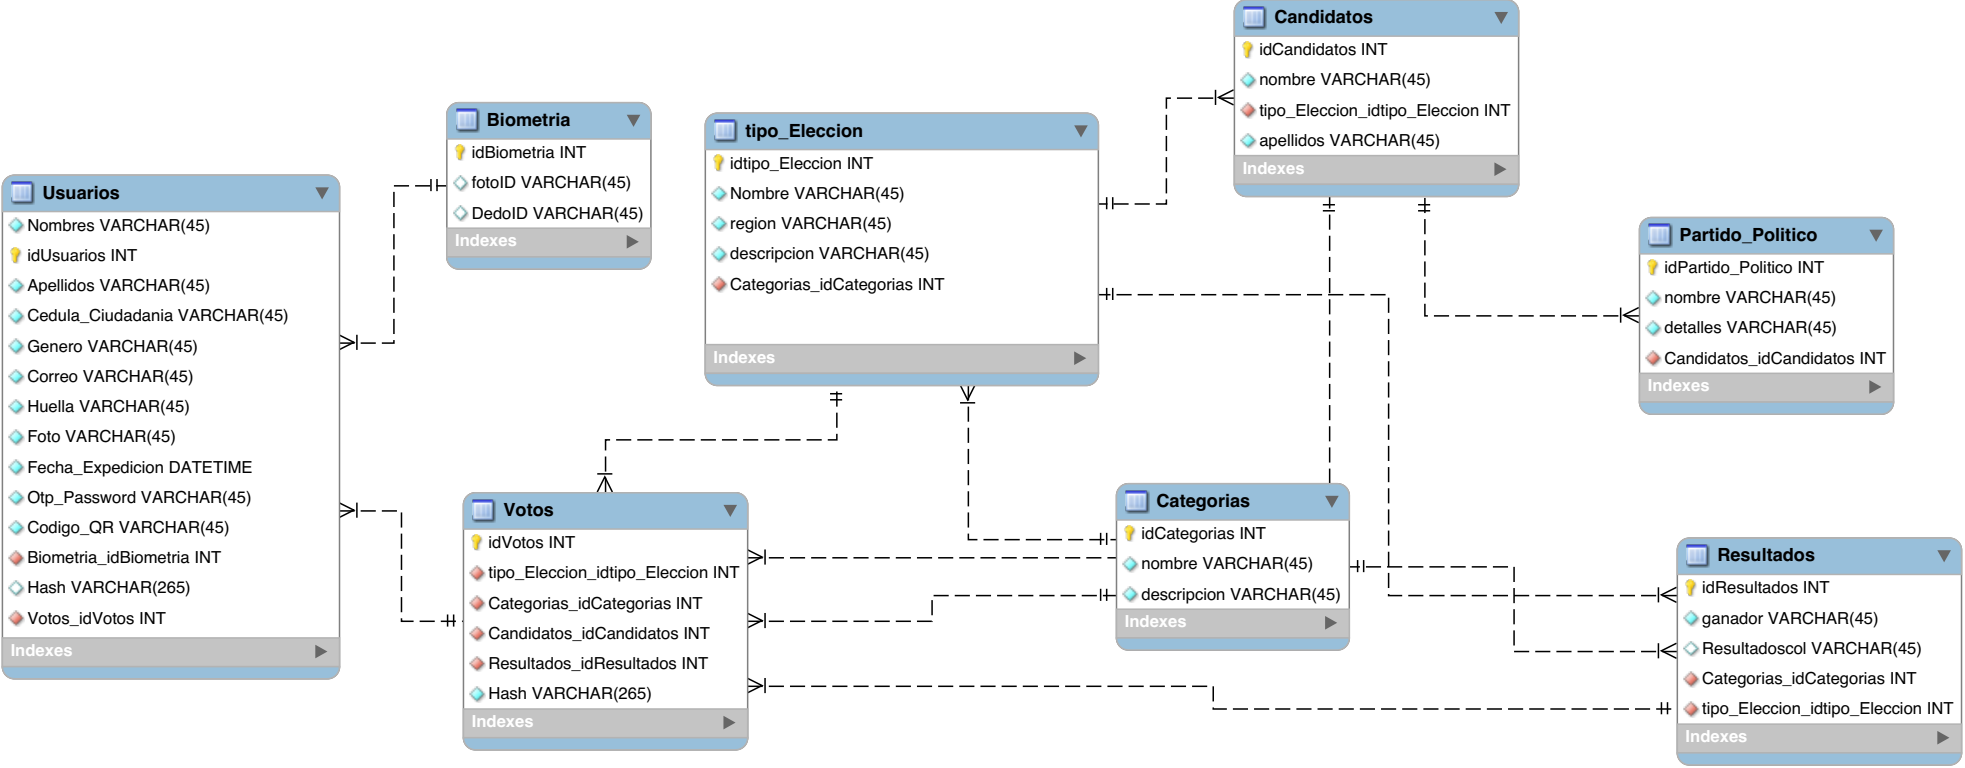 Usuarios
Nombres VARCHAR(45)
idUsuarios INT
Apellidos VARCHAR(45)
Cedula_Ciudadania VARCHAR(45)
Genero VARCHAR(45)
Correo VARCHAR(45)
Huella VARCHAR(45)
Foto VARCHAR(45)
Fecha_Expedicion DATETIME
Otp_Password VARCHAR(45)
Codigo_QR VARCHAR(45)
Biometria_idBiometria INT
Hash VARCHAR(265)
Votos_idVotos INT
Indexes
Biometria
idBiometria INT
fotoID VARCHAR(45)
DedoID VARCHAR(45)
Indexes
tipo_Eleccion
idtipo_Eleccion INT
Nombre VARCHAR(45)
region VARCHAR(45)
descripcion VARCHAR(45)
Categorias_idCategorias INT
Indexes
Candidatos
idCandidatos INT
nombre VARCHAR(45)
tipo_Eleccion_idtipo_Eleccion INT
apellidos VARCHAR(45)
Indexes
Partido_Politico
idPartido_Politico INT
nombre VARCHAR(45)
detalles VARCHAR(45)
Candidatos_idCandidatos INT
Indexes
Votos
idVotos INT
tipo_Eleccion_idtipo_Eleccion INT
Categorias_idCategorias INT
Candidatos_idCandidatos INT
Resultados_idResultados INT
Hash VARCHAR(265)
Indexes
Categorias
idCategorias INT
nombre VARCHAR(45)
descripcion VARCHAR(45)
Indexes
Resultados
idResultados INT
ganador VARCHAR(45)
Resultadoscol VARCHAR(45)
Categorias_idCategorias INT
tipo_Eleccion_idtipo_Eleccion INT
Indexes